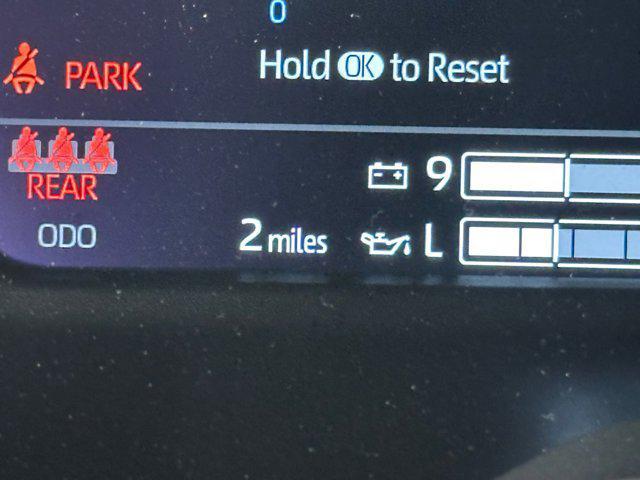 0
PARK
Hold OK to Reset
REAR
9
ODO 2 miles L